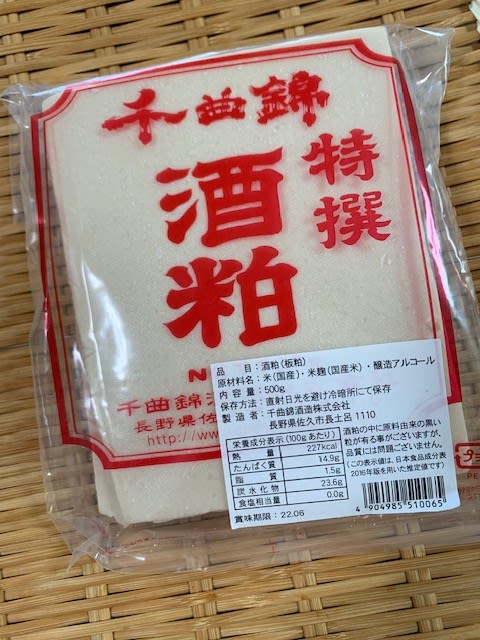 千曲錦
特撰
酒粕
千曲錦
長野県佐
http://www.
品 目：酒粕（板粕）
原材料名：米（国産）・米麹（国産米）・醸造アルコール
内 容 量：500g
保存方法：直射日光を避け冷暗所にて保存
製 造 者：千曲錦酒造株式会社
長野県佐久市長土呂 1110
栄養成分表示（100gあたり）
熱 量 227kcal
たんぱく質 14.9g
脂 質 1.5g
炭水化物 23.6g
食塩相当量 0.0g
賞味期限：22.06
酒粕の中に原料由来の黒い
粒が有る事がございますが、
品質には問題ございません。
（この表示値は、日本食品成分表
2016年版を用いた推定値です）
4 904985 510065
プラ
PE